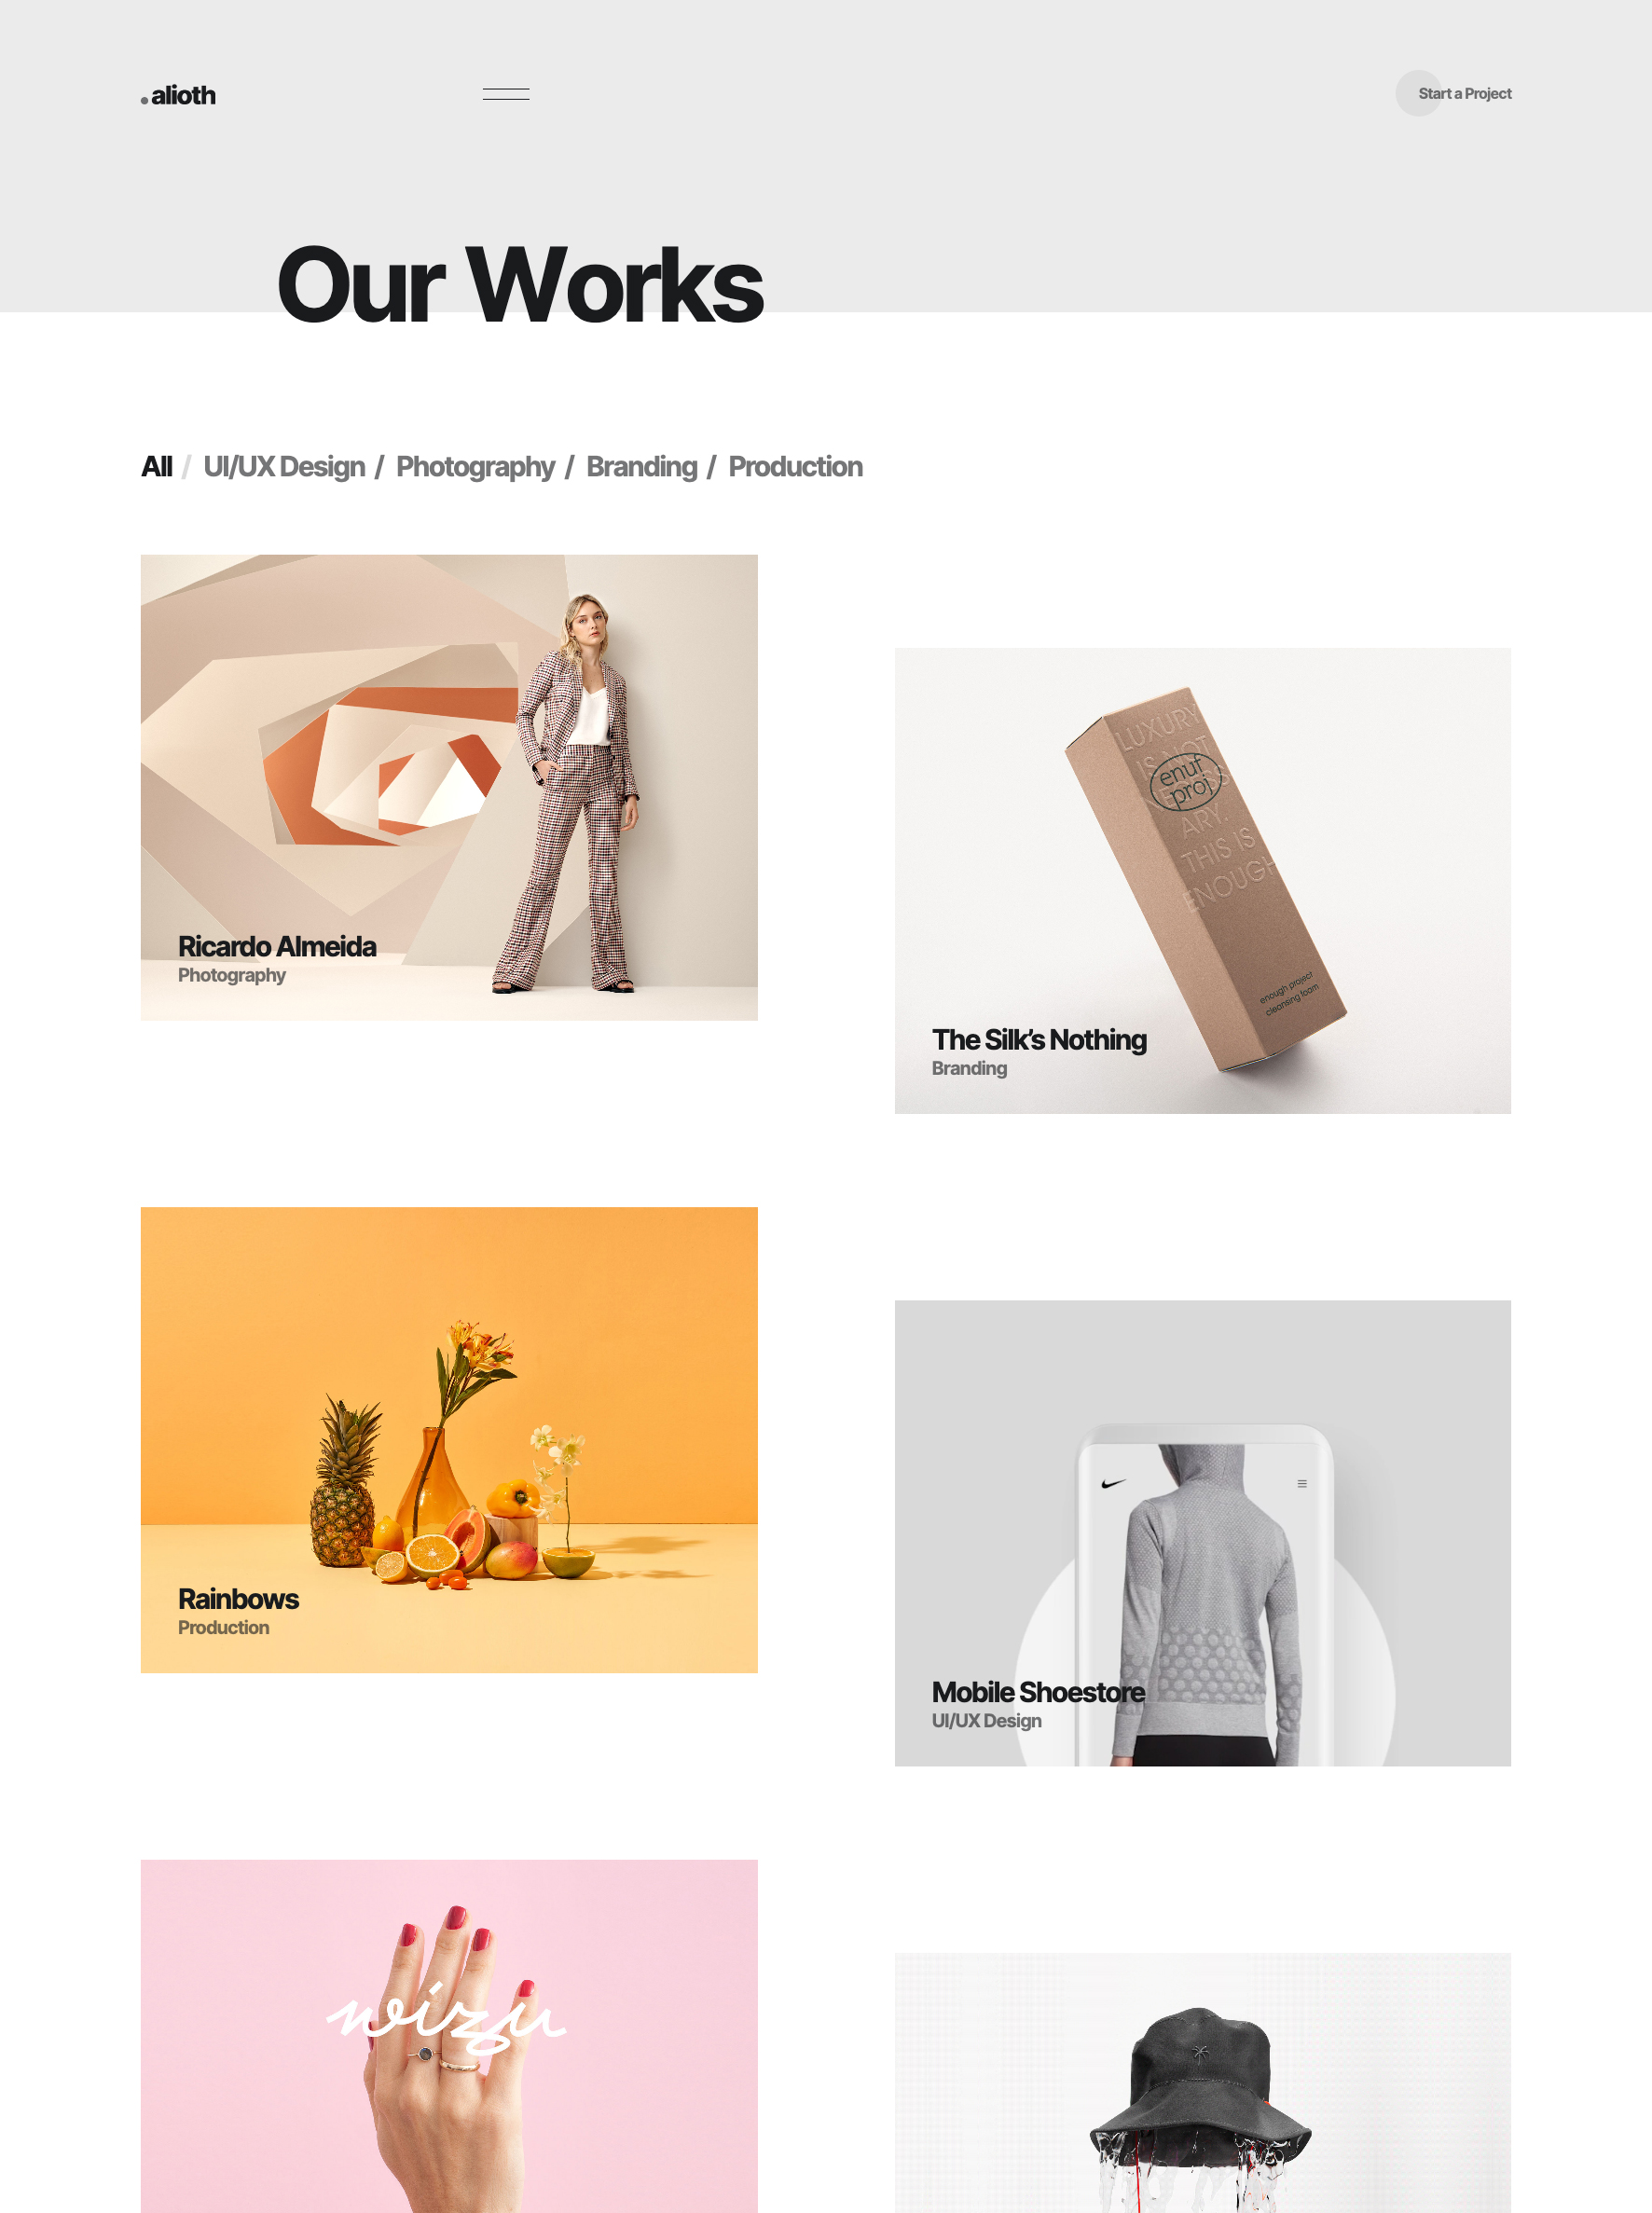 alioth
Start a Project
Our Works
All / UI/UX Design / Photography / Branding / Production
Ricardo Almeida
Photography
LUXURY
IS NOT
NECESS
ARY.
THIS IS
ENOUGH
enuf
proj
enough project
cleansing foam
The Silk’s Nothing
Branding
Rainbows
Production
Mobile Shoestore
UI/UX Design
wizu